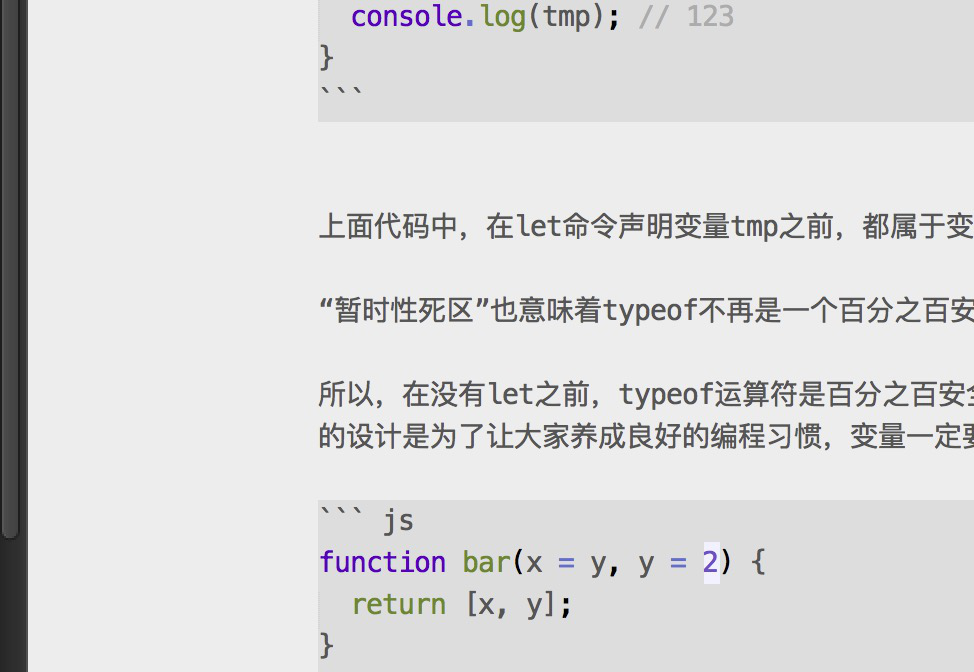 console.log(tmp); // 123
}
```
上面代码中，在let命令声明变量tmp之前，都属于变
“暂时性死区”也意味着typeof不再是一个百分之百安
所以，在没有let之前，typeof运算符是百分之百安全
的设计是为了让大家养成良好的编程习惯，变量一定要
``` js
function bar(x = y, y = 2) {
return [x, y];
}